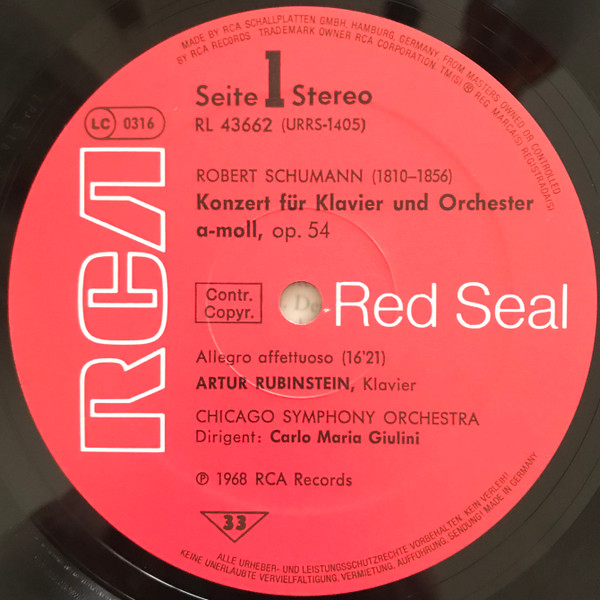 MADE BY RCA SCHALLPLATTEN GMBH, HAMBURG, GERMANY, FROM MASTERS OWNED OR CONTROLLED
BY RCA RECORDS TRADEMARK OWNER RCA CORPORATION. TM(S) ® REG. MARCA(S) REGISTRADA(S)
Seite 1 Stereo
RL 43662 (URRS-1405)
LC 0316
ROBERT SCHUMANN (1810–1856)
Konzert für Klavier und Orchester
a-moll, op. 54
RCA
Contr.
Copyr.
Red Seal
Allegro affettuoso (16'21)
ARTUR RUBINSTEIN, Klavier
CHICAGO SYMPHONY ORCHESTRA
Dirigent: Carlo Maria Giulini
℗ 1968 RCA Records
33
ALLE URHEBER- UND LEISTUNGSSCHUTZRECHTE VORBEHALTEN. KEIN VERLEIH!
KEINE UNERLAUBTE VERVIELFÄLTIGUNG, VERMIETUNG, AUFFÜHRUNG, SENDUNG! MADE IN GERMANY